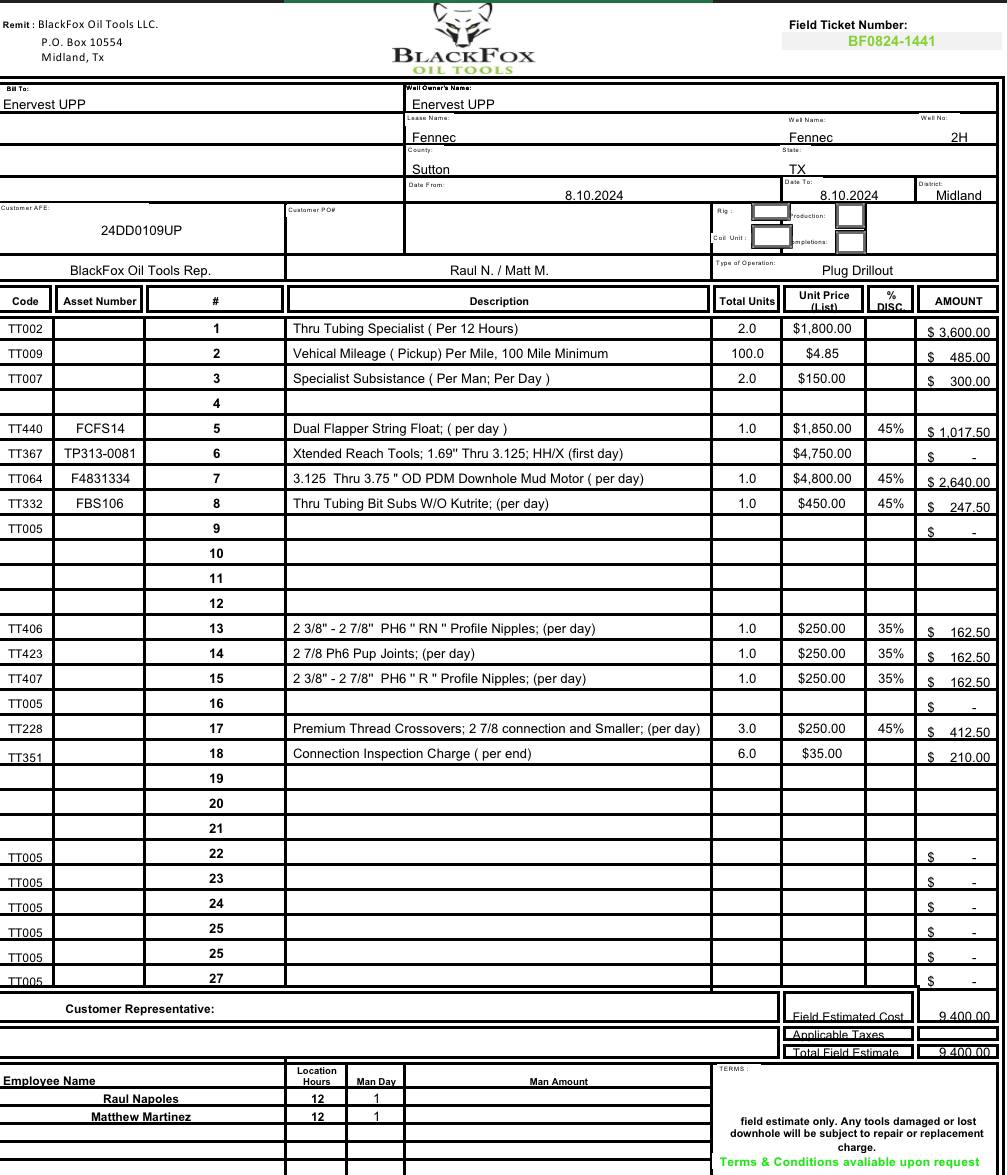 Remit : BlackFox Oil Tools LLC.
P.O. Box 10554
Midland, Tx
BLACKFOX
OIL TOOLS
Field Ticket Number:
BF0824-1441
Bill To:
Enervest UPP
Well Owner's Name:
Enervest UPP
Lease Name:
Fennec
Well Name:
Fennec
Well No:
2H
County:
Sutton
State:
TX
Date From:
8.10.2024
Date To:
8.10.2024
District:
Midland
Customer AFE:
24DD0109UP
Customer PO#
Rig :
Production:
Coil Unit :
ompletions:
BlackFox Oil Tools Rep.
Raul N. / Matt M.
Type of Operation:
Plug Drillout
Code Asset Number # Description Total Units Unit Price (List) % DISC. AMOUNT
TT002 1 Thru Tubing Specialist ( Per 12 Hours) 2.0 $1,800.00 $ 3,600.00
TT009 2 Vehical Mileage ( Pickup) Per Mile, 100 Mile Minimum 100.0 $4.85 $ 485.00
TT007 3 Specialist Subsistance ( Per Man; Per Day ) 2.0 $150.00 $ 300.00
4
TT440 FCFS14 5 Dual Flapper String Float; ( per day ) 1.0 $1,850.00 45% $ 1,017.50
TT367 TP313-0081 6 Xtended Reach Tools; 1.69" Thru 3.125; HH/X (first day) $4,750.00 $ -
TT064 F4831334 7 3.125 Thru 3.75 " OD PDM Downhole Mud Motor ( per day) 1.0 $4,800.00 45% $ 2,640.00
TT332 FBS106 8 Thru Tubing Bit Subs W/O Kutrite; (per day) 1.0 $450.00 45% $ 247.50
TT005 9 $ -
10
11
12
TT406 13 2 3/8" - 2 7/8" PH6 " RN " Profile Nipples; (per day) 1.0 $250.00 35% $ 162.50
TT423 14 2 7/8 Ph6 Pup Joints; (per day) 1.0 $250.00 35% $ 162.50
TT407 15 2 3/8" - 2 7/8" PH6 " R " Profile Nipples; (per day) 1.0 $250.00 35% $ 162.50
TT005 16 $ -
TT228 17 Premium Thread Crossovers; 2 7/8 connection and Smaller; (per day) 3.0 $250.00 45% $ 412.50
TT351 18 Connection Inspection Charge ( per end) 6.0 $35.00 $ 210.00
19
20
21
TT005 22 $ -
TT005 23 $ -
TT005 24 $ -
TT005 25 $ -
TT005 25 $ -
TT005 27 $ -
Customer Representative:
Field Estimated Cost 9,400.00
Applicable Taxes
Total Field Estimate 9,400.00
Employee Name Location Hours Man Day Man Amount
Raul Napoles 12 1
Matthew Martinez 12 1
TERMS :
field estimate only. Any tools damaged or lost
downhole will be subject to repair or replacement
charge.
Terms & Conditions avaliable upon request